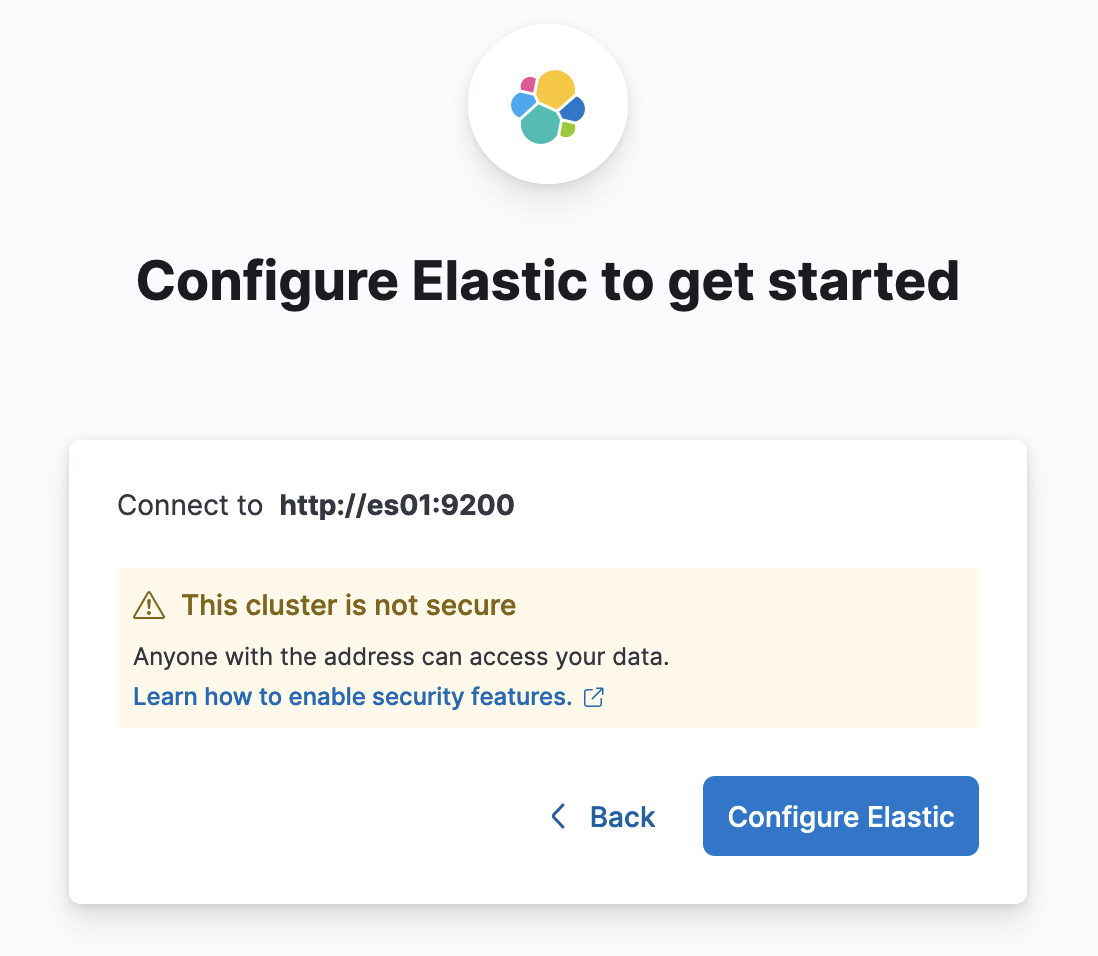 Configure Elastic to get started
Connect to http://es01:9200
This cluster is not secure
Anyone with the address can access your data.
Learn how to enable security features.
Back
Configure Elastic